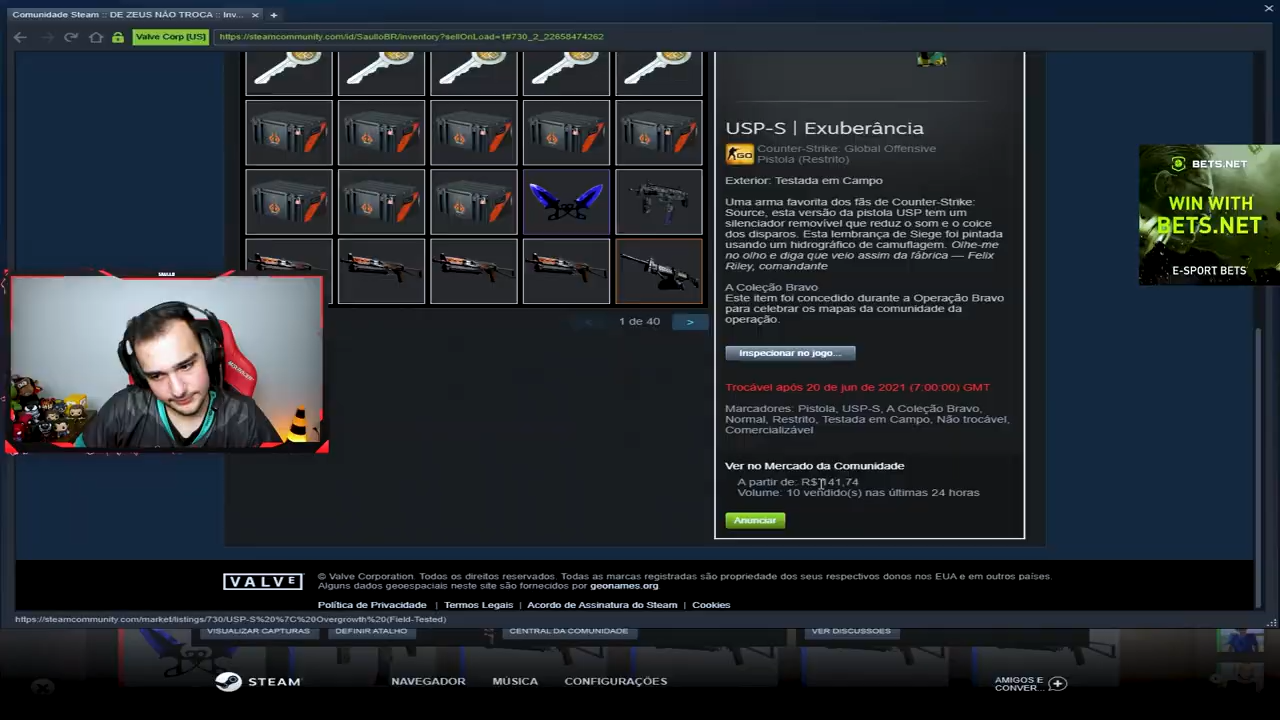 Comunidade Steam :: DE ZEUS NÃO TROCA :: Inv...
Valve Corp [US]
https://steamcommunity.com/id/SaulloBR/inventory?sellOnLoad=1#730_2_22658474262
USP-S | Exuberância
GO
Counter-Strike: Global Offensive
Pistola (Restrito)
Exterior: Testada em Campo
Uma arma favorita dos fãs de Counter-Strike:
Source, esta versão da pistola USP tem um
silenciador removível que reduz o som e o coice
dos disparos. Esta lembrança de Siege foi pintada
usando um hidrográfico de camuflagem. Olhe-me
no olho e diga que veio assim da fábrica — Felix
Riley, comandante
A Coleção Bravo
Este item foi concedido durante a Operação Bravo
para celebrar os mapas da comunidade da
operação.
< 1 de 40 >
Inspecionar no jogo...
Trocável após 20 de jun de 2021 (7:00:00) GMT
Marcadores: Pistola, USP-S, A Coleção Bravo,
Normal, Restrito, Testada em Campo, Não trocável,
Comercializável
Ver no Mercado da Comunidade
A partir de: R$ 141,74
Volume: 10 vendido(s) nas últimas 24 horas
Anunciar
BETS.NET
WIN WITH
BETS.NET
E-SPORT BETS
SAULLO
VALVE
© Valve Corporation. Todos os direitos reservados. Todas as marcas registradas são propriedade dos seus respectivos donos nos EUA e em outros países.
Alguns dados geoespaciais neste site são fornecidos por geonames.org.
Política de Privacidade | Termos Legais | Acordo de Assinatura do Steam | Cookies
https://steamcommunity.com/market/listings/730/USP-S%20%7C%20Overgrowth%20(Field-Tested)
VISUALIZAR CAPTURAS
DEFINIR ATALHO
CENTRAL DA COMUNIDADE
VER DISCUSSÕES
STEAM
NAVEGADOR
MÚSICA
CONFIGURAÇÕES
AMIGOS E
CONVER...